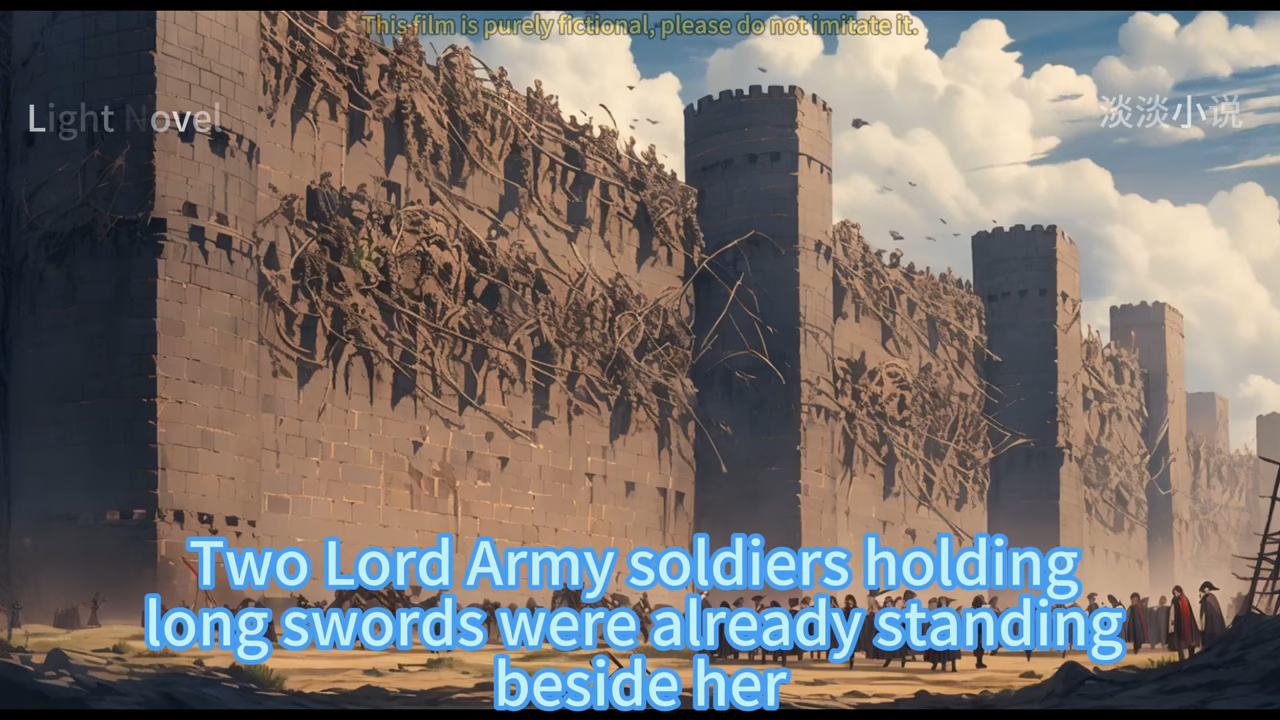 This film is purely fictional, please do not imitate it.
Light Novel
淡淡小说
Two Lord Army soldiers holding
long swords were already standing
beside her